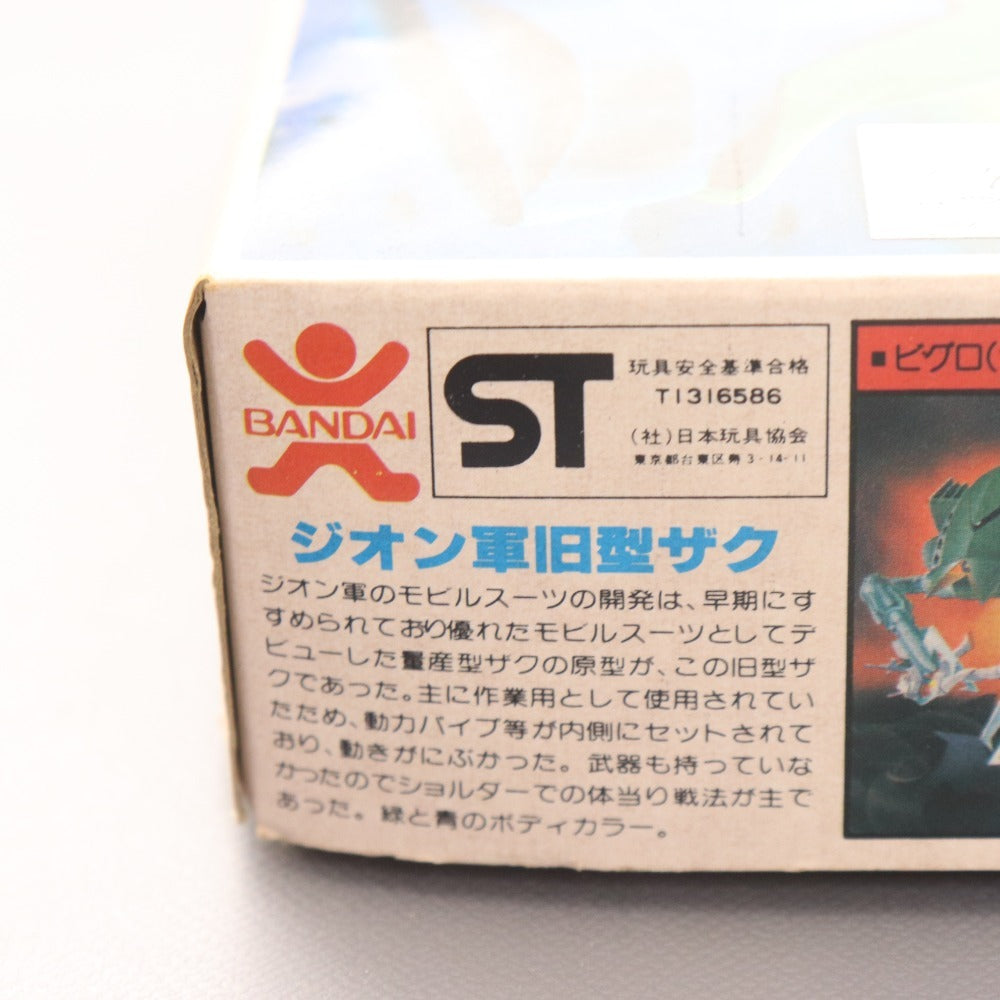 BANDAI
ST
玩具安全基準合格
T1316586
(社)日本玩具協会
東京都台東区寿3-14-11
■ビグロ(
ジオン軍旧型ザク
ジオン軍のモビルスーツの開発は、早期にす
すめられており優れたモビルスーツとしてデ
ビューした量産型ザクの原型が、この旧型ザ
クであった。主に作業用として使用されてい
たため、動力パイプ等が内側にセットされて
おり、動きがにぶかった。武器も持っていな
かったのでショルダーでの体当り戦法が主で
あった。緑と青のボディカラー。